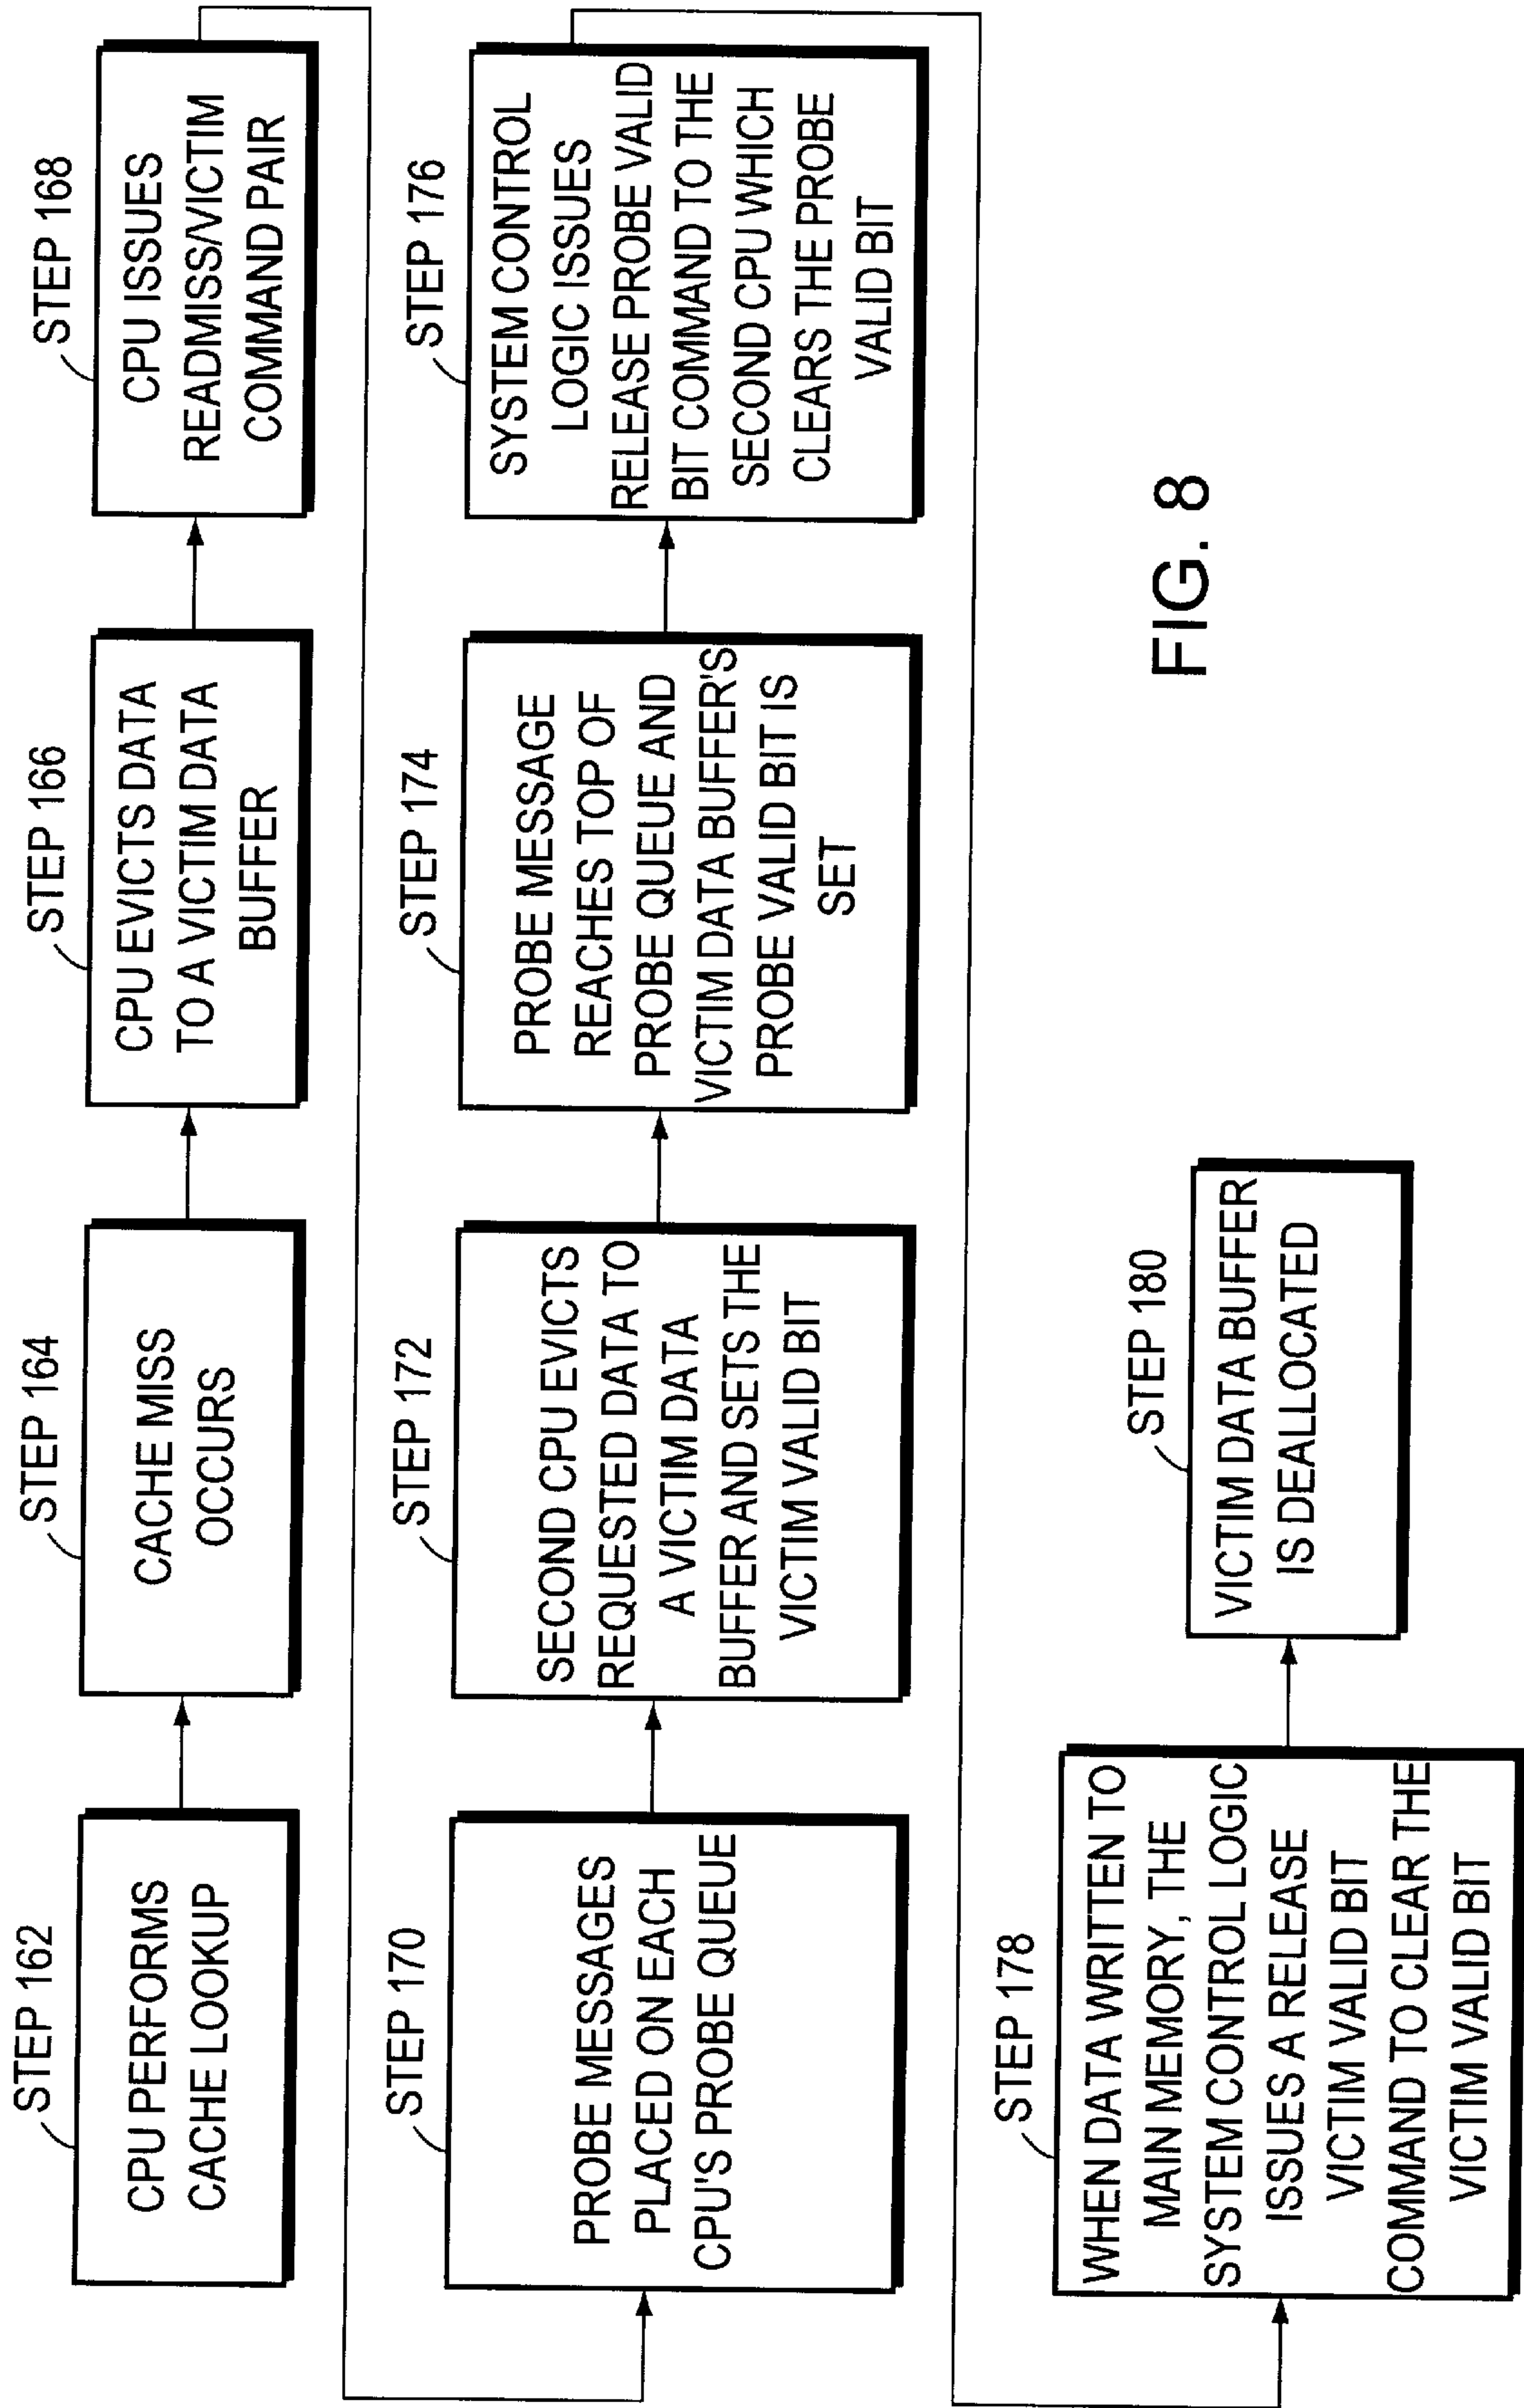 STEP 162
CPU PERFORMS
CACHE LOOKUP
STEP 164
CACHE MISS
OCCURS
STEP 166
CPU EVICTS DATA
TO A VICTIM DATA
BUFFER
STEP 168
CPU ISSUES
READMISS/VICTIM
COMMAND PAIR
STEP 170
PROBE MESSAGES
PLACED ON EACH
CPU'S PROBE QUEUE
STEP 172
SECOND CPU EVICTS
REQUESTED DATA TO
A VICTIM DATA
BUFFER AND SETS THE
VICTIM VALID BIT
STEP 174
PROBE MESSAGE
REACHES TOP OF
PROBE QUEUE AND
VICTIM DATA BUFFER'S
PROBE VALID BIT IS
SET
STEP 176
SYSTEM CONTROL
LOGIC ISSUES
RELEASE PROBE VALID
BIT COMMAND TO THE
SECOND CPU WHICH
CLEARS THE PROBE
VALID BIT
STEP 178
WHEN DATA WRITTEN TO
MAIN MEMORY, THE
SYSTEM CONTROL LOGIC
ISSUES A RELEASE
VICTIM VALID BIT
COMMAND TO CLEAR THE
VICTIM VALID BIT
STEP 180
VICTIM DATA BUFFER
IS DEALLOCATED
FIG. 8